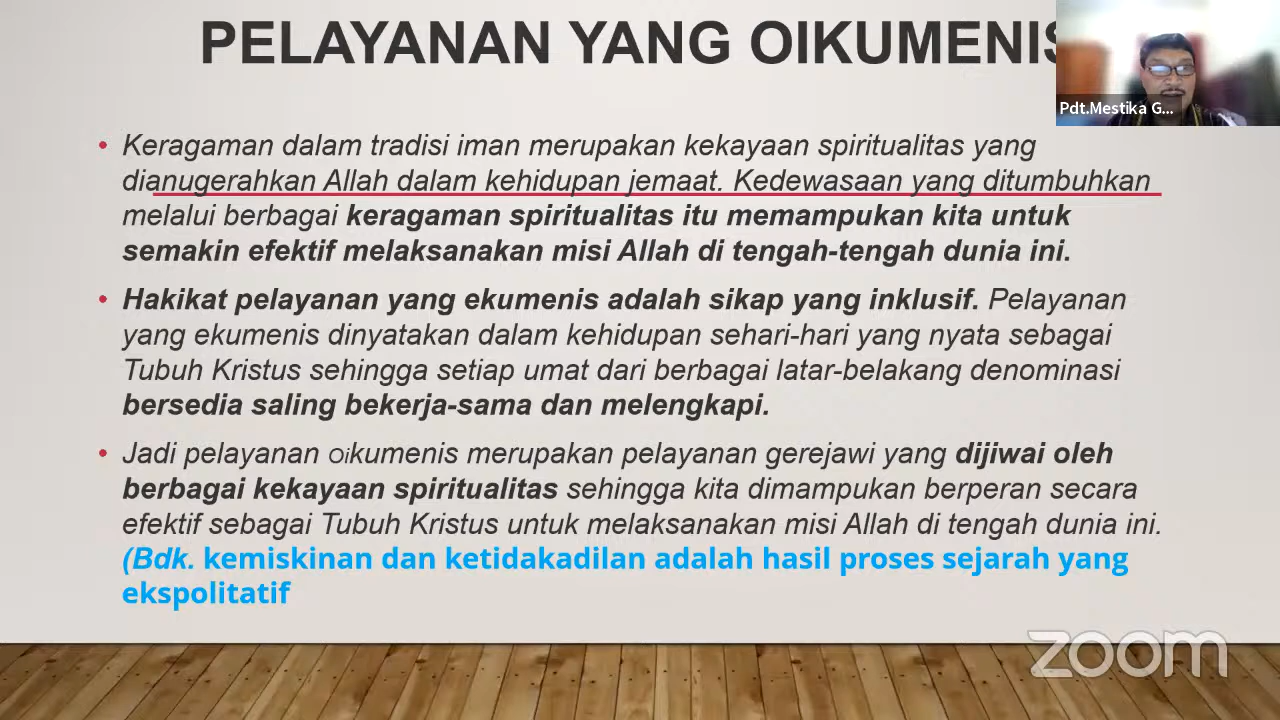 PELAYANAN YANG OIKUMENIS
Pdt.Mestika G...
• Keragaman dalam tradisi iman merupakan kekayaan spiritualitas yang
dianugerahkan Allah dalam kehidupan jemaat. Kedewasaan yang ditumbuhkan
melalui berbagai keragaman spiritualitas itu memampukan kita untuk
semakin efektif melaksanakan misi Allah di tengah-tengah dunia ini.
• Hakikat pelayanan yang ekumenis adalah sikap yang inklusif. Pelayanan
yang ekumenis dinyatakan dalam kehidupan sehari-hari yang nyata sebagai
Tubuh Kristus sehingga setiap umat dari berbagai latar-belakang denominasi
bersedia saling bekerja-sama dan melengkapi.
• Jadi pelayanan oikumenis merupakan pelayanan gerejawi yang dijiwai oleh
berbagai kekayaan spiritualitas sehingga kita dimampukan berperan secara
efektif sebagai Tubuh Kristus untuk melaksanakan misi Allah di tengah dunia ini.
(Bdk. kemiskinan dan ketidakadilan adalah hasil proses sejarah yang
ekspolitatif
zoom